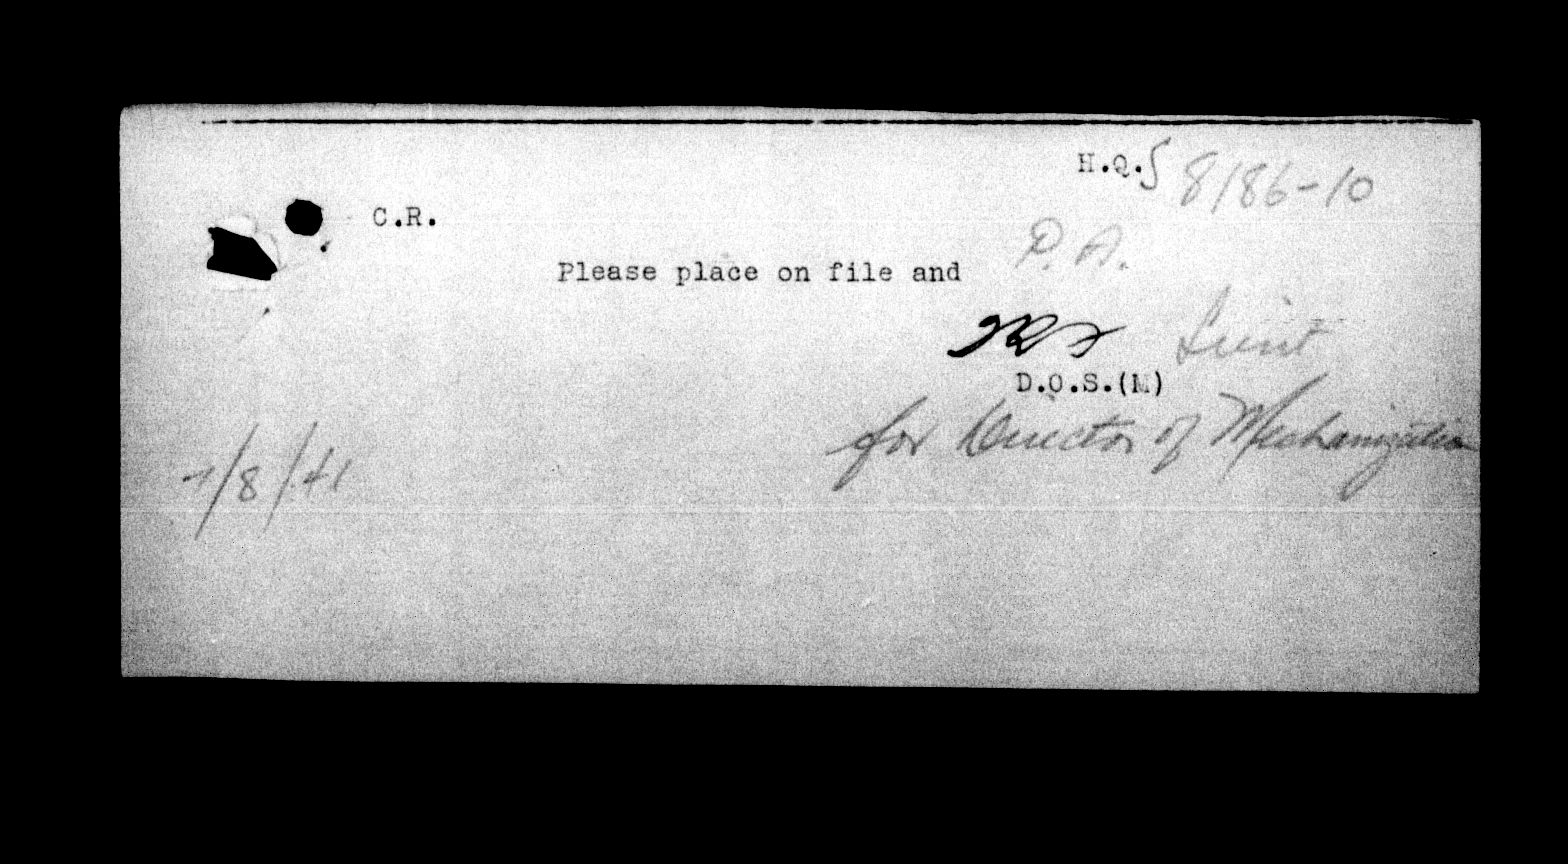 H.Q.S 8186-10
C.R.
Please place on file and P.A.
Lieut
D.O.S.(M)
for Director of Mechanization
1/8/41